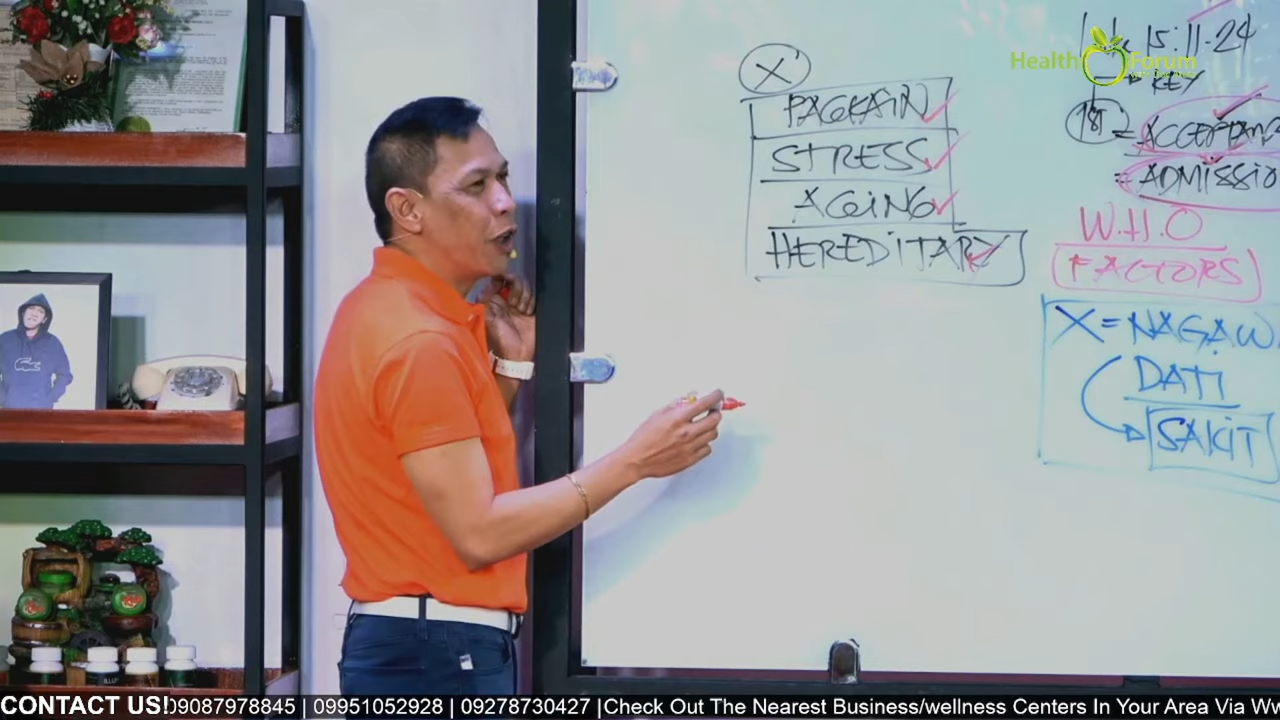 X
PAGKAIN
STRESS
AGING
HEREDITARY
15:11-24
Health Forum
KEY
1st = ACCEPTANC
= ADMISSIO
W.H.O
FACTORS
X = NAGAW
DATI
SAKIT
CONTACT US! 09087978845 | 09951052928 | 09278730427 |Check Out The Nearest Business/wellness Centers In Your Area Via Ww